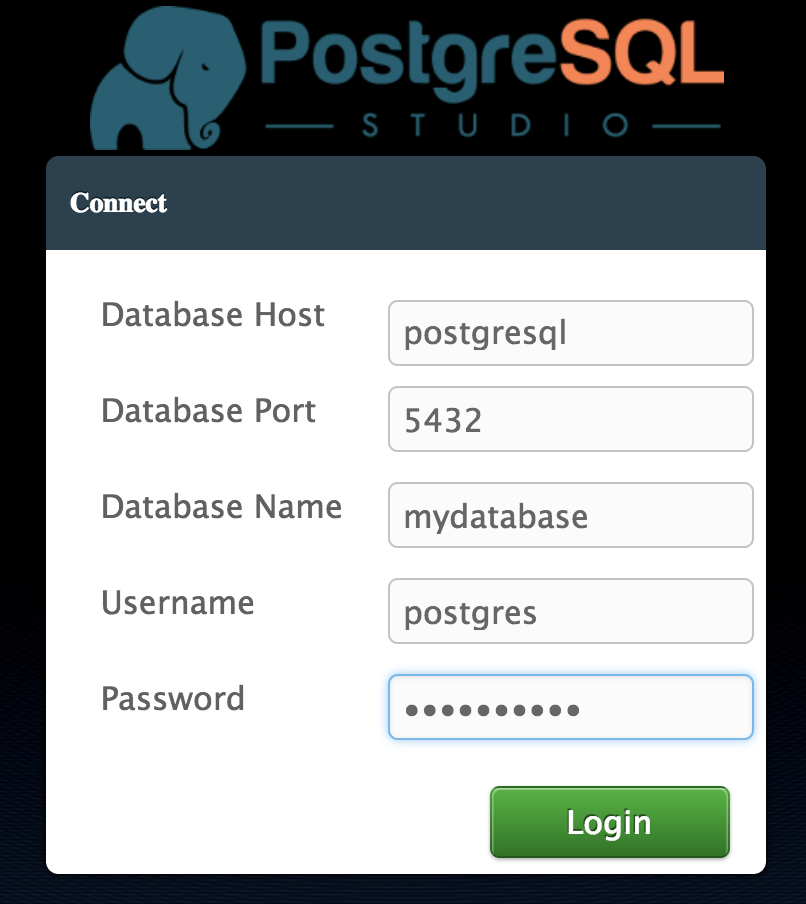 PostgreSQL
STUDIO
Connect
Database Host
postgresql
Database Port
5432
Database Name
mydatabase
Username
postgres
Password
••••••••••
Login